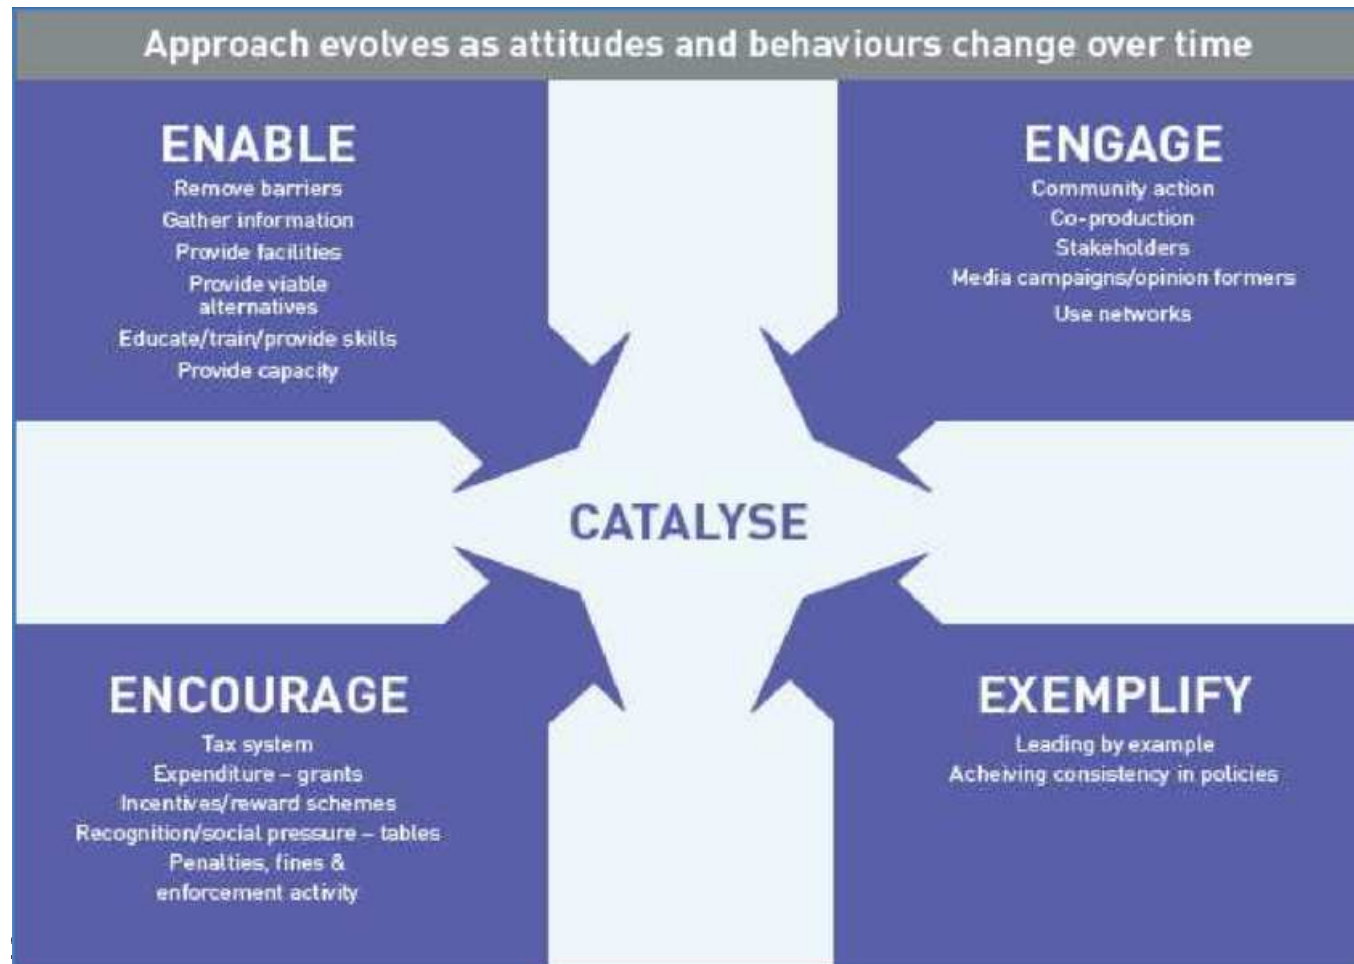 Approach evolves as attitudes and behaviours change over time
ENABLE
Remove barriers
Gather information
Provide facilities
Provide viable
alternatives
Educate/train/provide skills
Provide capacity
ENGAGE
Community action
Co-production
Stakeholders
Media campaigns/opinion formers
Use networks
CATALYSE
ENCOURAGE
Tax system
Expenditure – grants
Incentives/reward schemes
Recognition/social pressure – tables
Penalties, fines &
enforcement activity
EXEMPLIFY
Leading by example
Acheiving consistency in policies